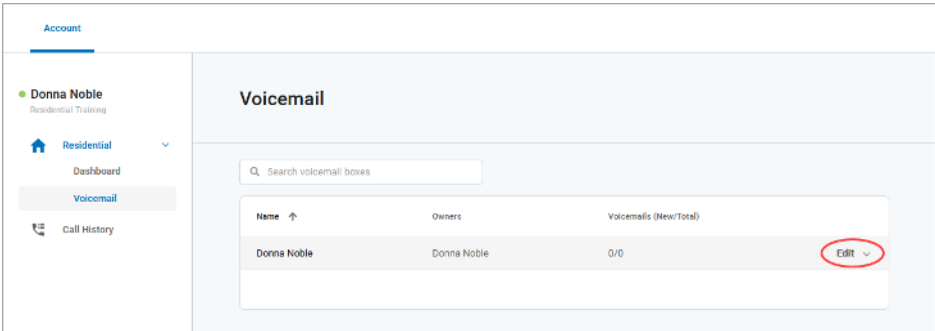 Account
Donna Noble
Residential Training
Residential
Dashboard
Voicemail
Call History
Voicemail
Search voicemail boxes
Name Owners Voicemails (New/Total)
Donna Noble Donna Noble 0/0 Edit